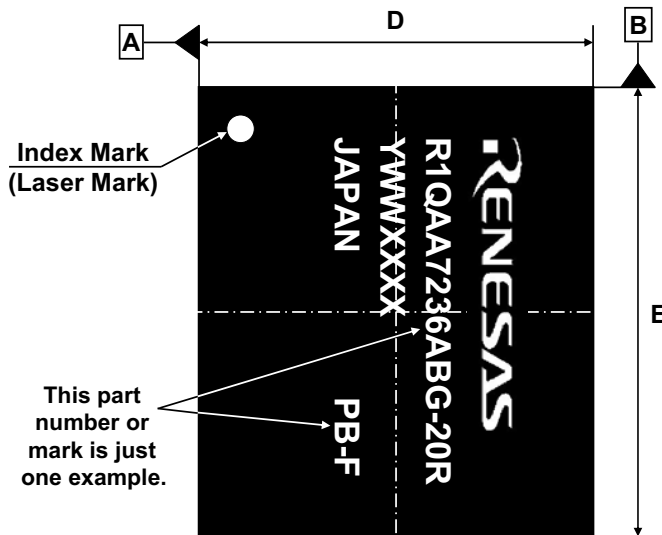 D
A
B
Index Mark
(Laser Mark)
RENESAS
R1QAA7236ABG-20R
YWWXXXX
JAPAN
PB-F
E
This part
number or
mark is just
one example.